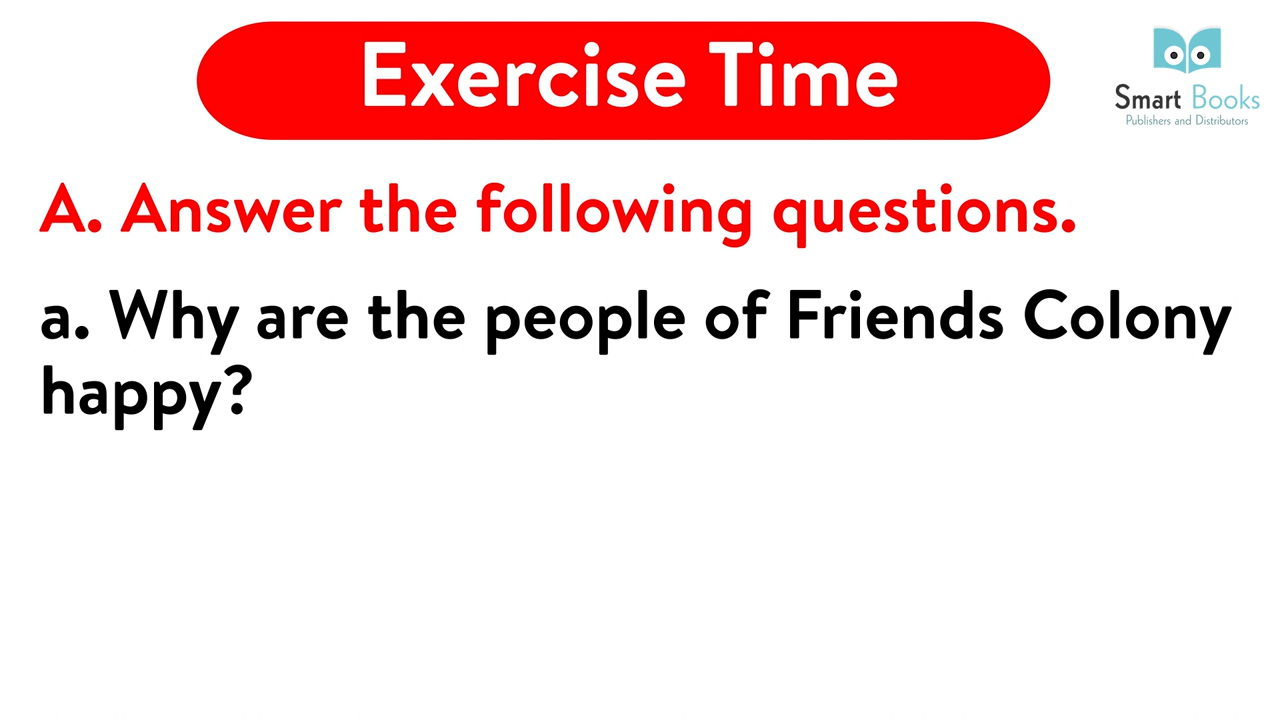 Exercise Time
Smart Books
Publishers and Distributors
A. Answer the following questions.
a. Why are the people of Friends Colony
happy?